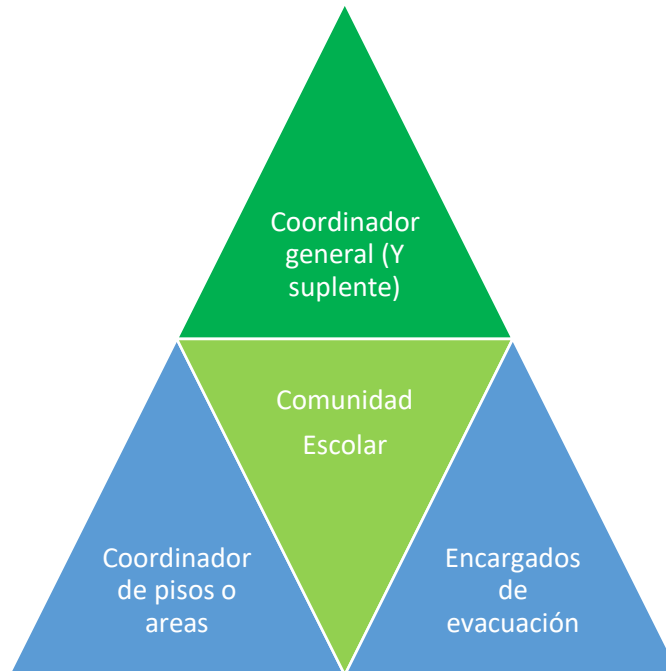 Coordinador
general (Y
suplente)
Comunidad
Escolar
Coordinador
de pisos o
areas
Encargados
de
evacuación